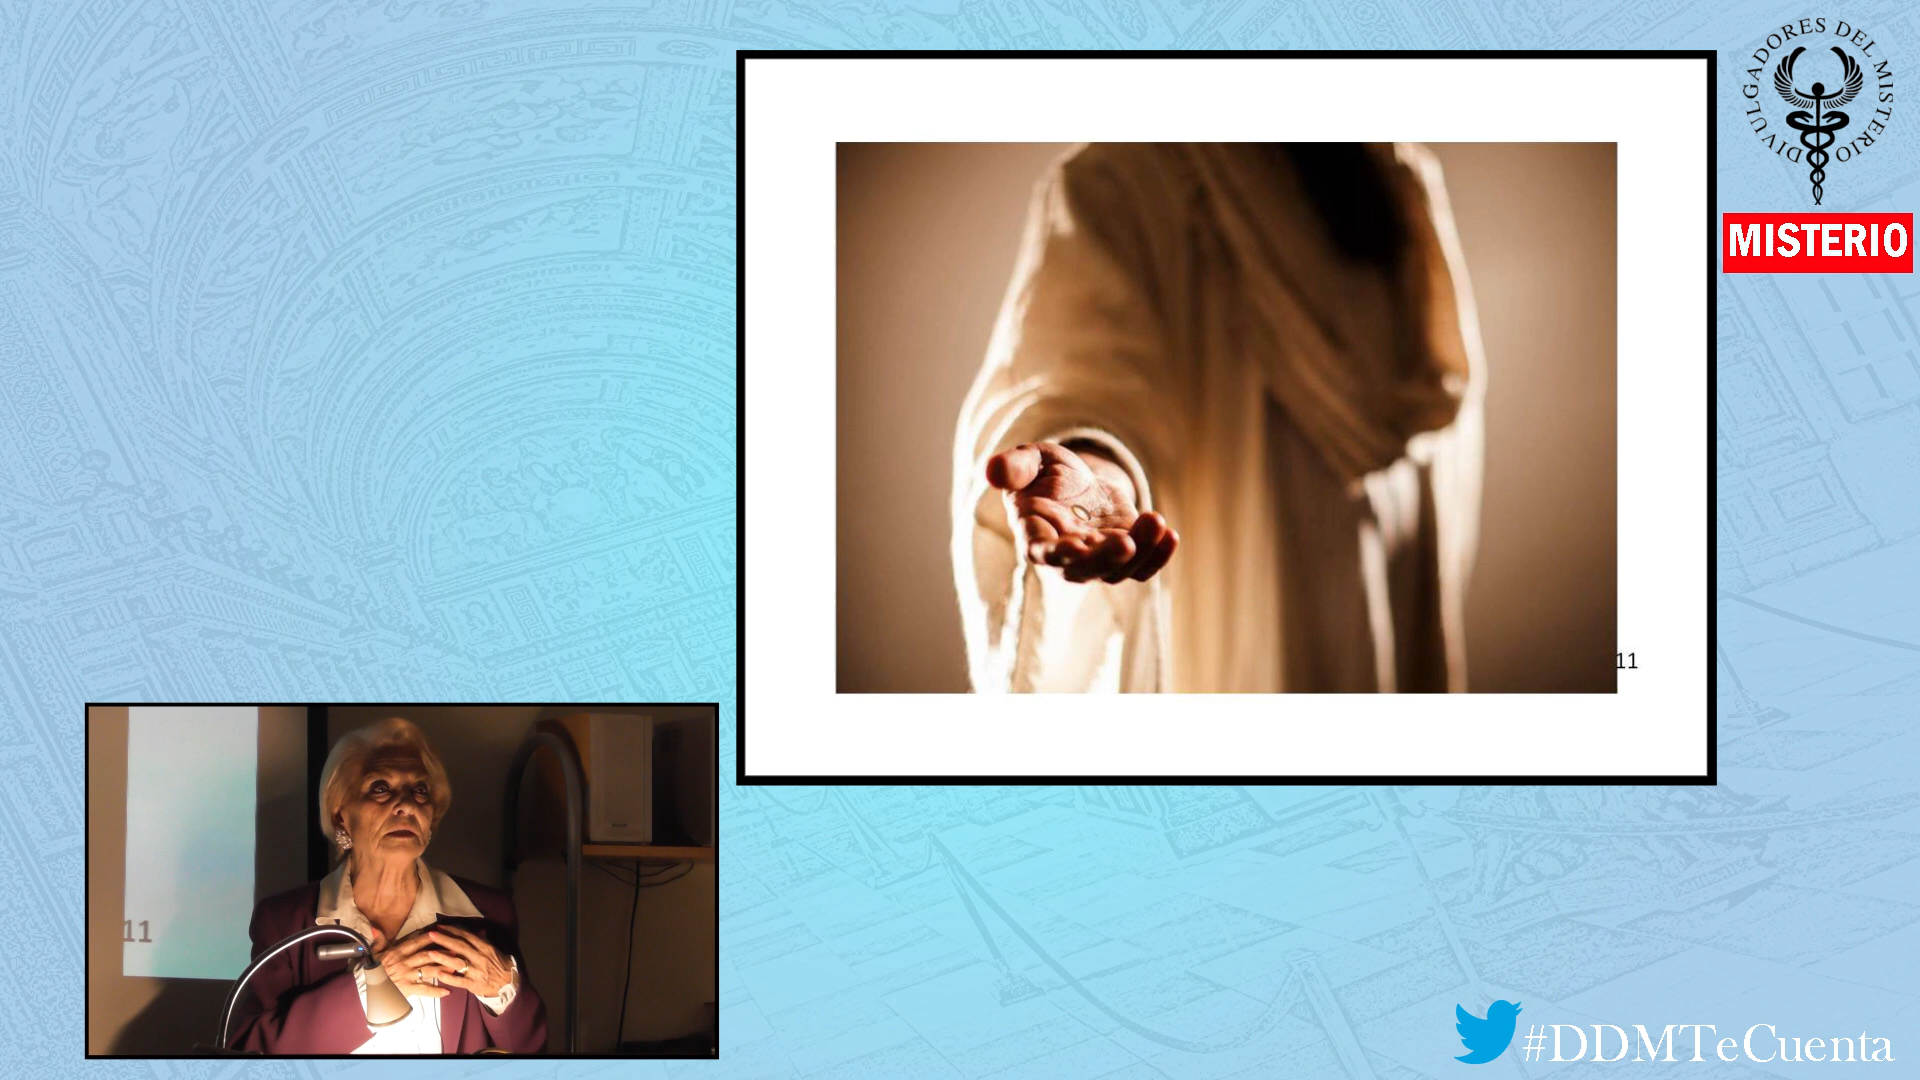 DIVULGADORES DEL MISTERIO
MISTERIO
11
11
#DDMTeCuenta